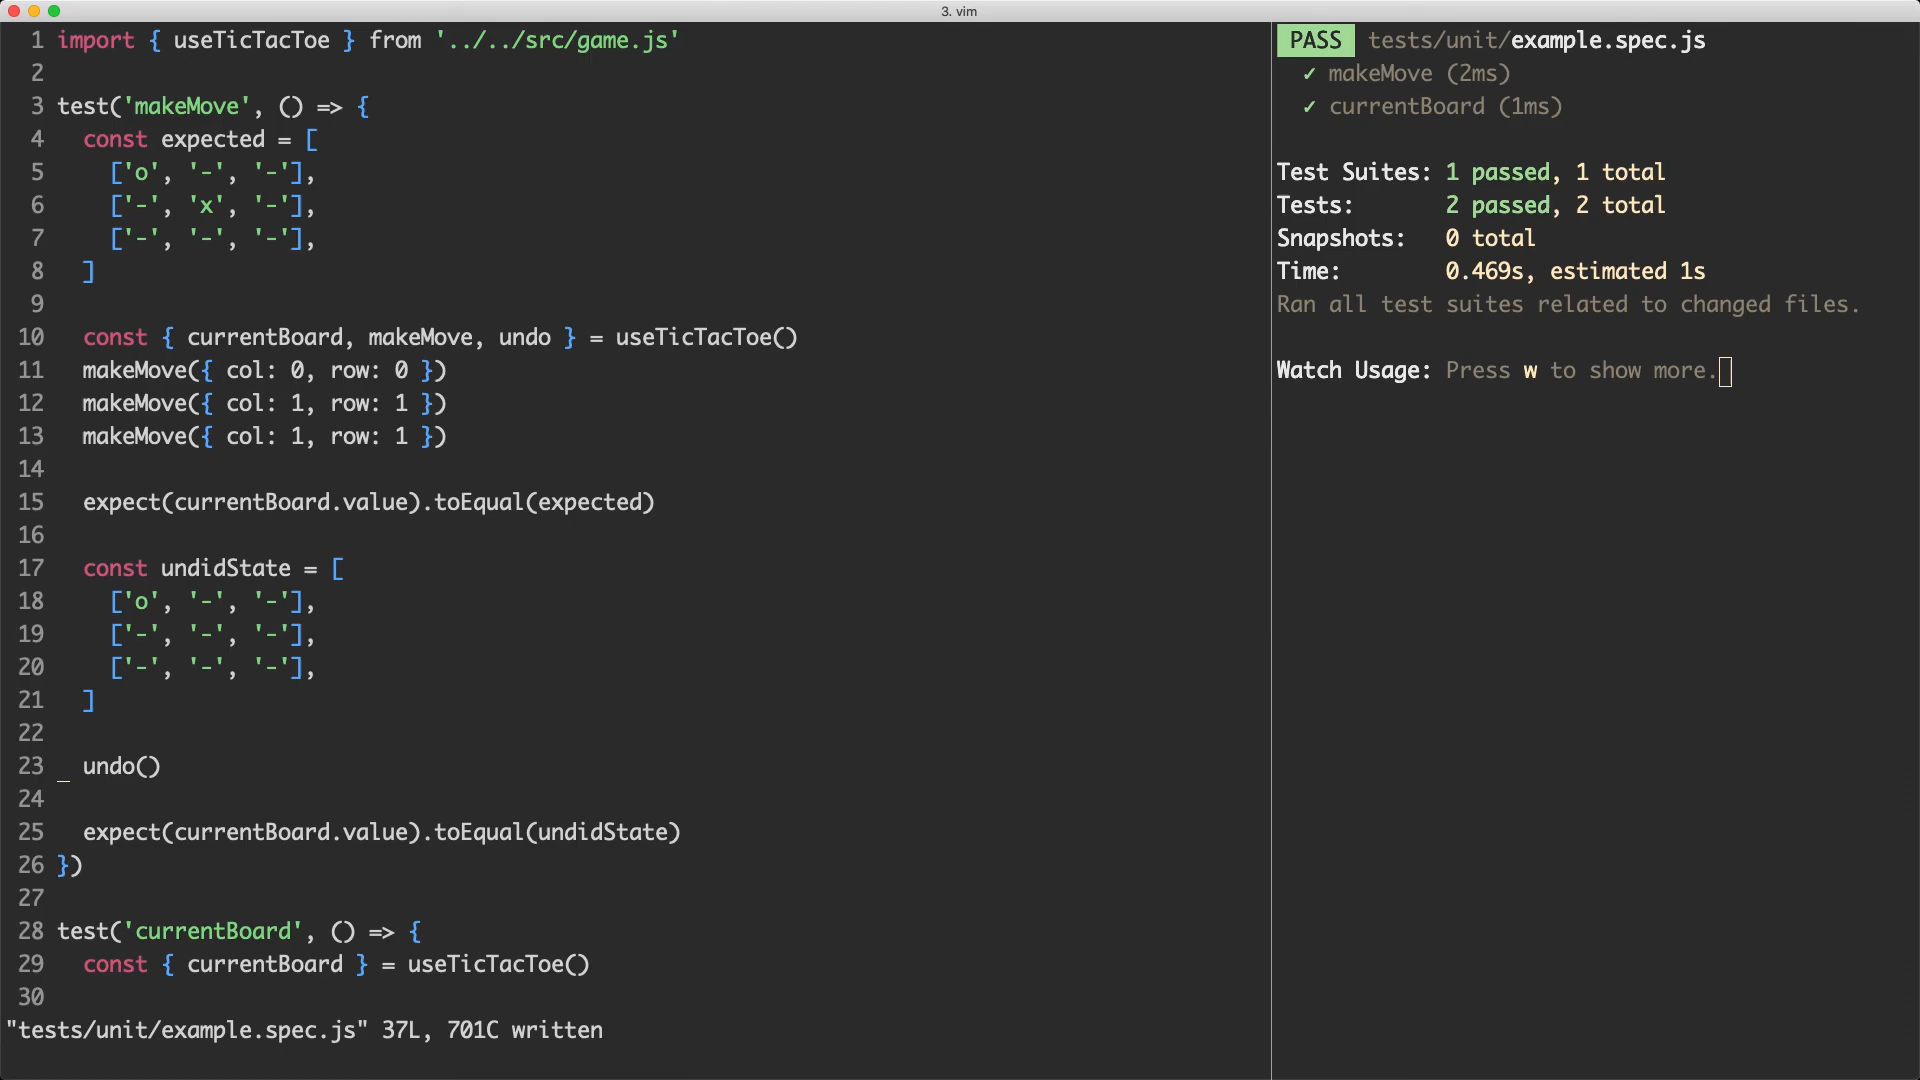 3. vim
1 import { useTicTacToe } from '../../src/game.js'
2
3 test('makeMove', () => {
4   const expected = [
5     ['o', '-', '-'],
6     ['-', 'x', '-'],
7     ['-', '-', '-'],
8   ]
9
10   const { currentBoard, makeMove, undo } = useTicTacToe()
11   makeMove({ col: 0, row: 0 })
12   makeMove({ col: 1, row: 1 })
13   makeMove({ col: 1, row: 1 })
14
15   expect(currentBoard.value).toEqual(expected)
16
17   const undidState = [
18     ['o', '-', '-'],
19     ['-', '-', '-'],
20     ['-', '-', '-'],
21   ]
22
23   undo()
24
25   expect(currentBoard.value).toEqual(undidState)
26 })
27
28 test('currentBoard', () => {
29   const { currentBoard } = useTicTacToe()
30
"tests/unit/example.spec.js" 37L, 701C written
PASS tests/unit/example.spec.js
✓ makeMove (2ms)
✓ currentBoard (1ms)
Test Suites: 1 passed, 1 total
Tests:       2 passed, 2 total
Snapshots:   0 total
Time:        0.469s, estimated 1s
Ran all test suites related to changed files.
Watch Usage: Press w to show more.